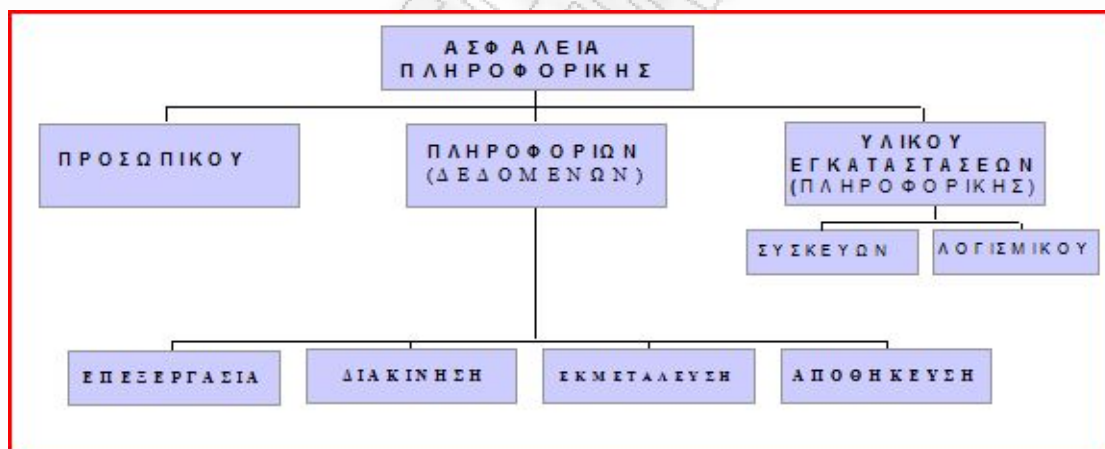 ΑΣΦΑΛΕΙΑ
ΠΛΗΡΟΦΟΡΙΚΗΣ
ΠΡΟΣΩΠΙΚΟΥ
ΠΛΗΡΟΦΟΡΙΩΝ
(ΔΕΔΟΜΕΝΩΝ)
ΥΛΙΚΟΥ
ΕΓΚΑΤΑΣΤΑΣΕΩΝ
(ΠΛΗΡΟΦΟΡΙΚΗΣ)
ΣΥΣΚΕΥΩΝ
ΛΟΓΙΣΜΙΚΟΥ
ΕΠΕΞΕΡΓΑΣΙΑ
ΔΙΑΚΙΝΗΣΗ
ΕΚΜΕΤΑΛΕΥΣΗ
ΑΠΟΘΗΚΕΥΣΗ